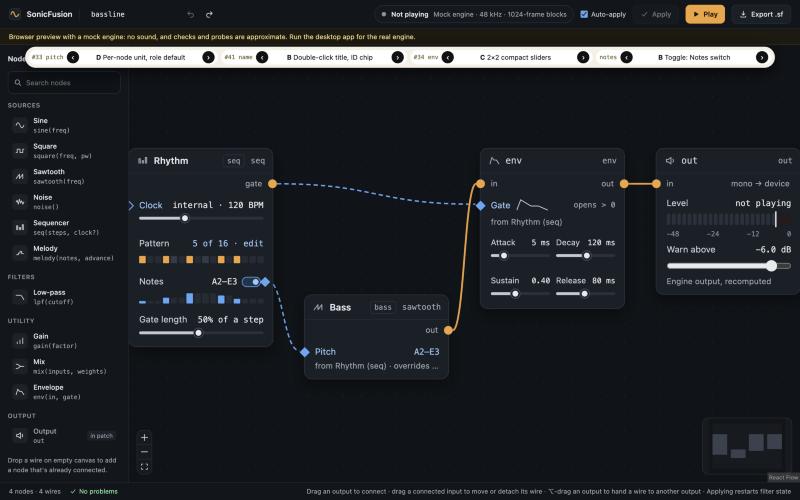 SonicFusion
bassline
Not playing Mock engine · 48 kHz · 1024-frame blocks
Auto-apply
Apply
Play
Export .sf
Browser preview with a mock engine: no sound, and checks and probes are approximate. Run the desktop app for the real engine.
Node
#33 pitch D Per-node unit, role default
#41 name B Double-click title, ID chip
#34 env C 2×2 compact sliders
notes B Toggle: Notes switch
Search nodes
SOURCES
Sine
sine(freq)
Square
square(freq, pw)
Sawtooth
sawtooth(freq)
Noise
noise()
Sequencer
seq(steps, clock?)
Melody
melody(notes, advance)
FILTERS
Low-pass
lpf(cutoff)
UTILITY
Gain
gain(factor)
Mix
mix(inputs, weights)
Envelope
env(in, gate)
OUTPUT
Output
out
in patch
Drop a wire on empty canvas to add
a node that's already connected.
Rhythm seq seq
gate
Clock internal · 120 BPM
Pattern 5 of 16 · edit
Notes A2–E3
Gate length 50% of a step
Bass bass sawtooth
out
Pitch A2–E3
from Rhythm (seq) · overrides ...
env env
in out
Gate opens > 0
from Rhythm (seq)
Attack 5 ms Decay 120 ms
Sustain 0.40 Release 80 ms
out out
in mono → device
Level not playing
-48 -24 -12 0
Warn above -6.0 dB
Engine output, recomputed
React Flow
4 nodes · 4 wires No problems
Drag an output to connect · drag a connected input to move or detach its wire · ⌥-drag an output to hand a wire to another output · Applying restarts filter state